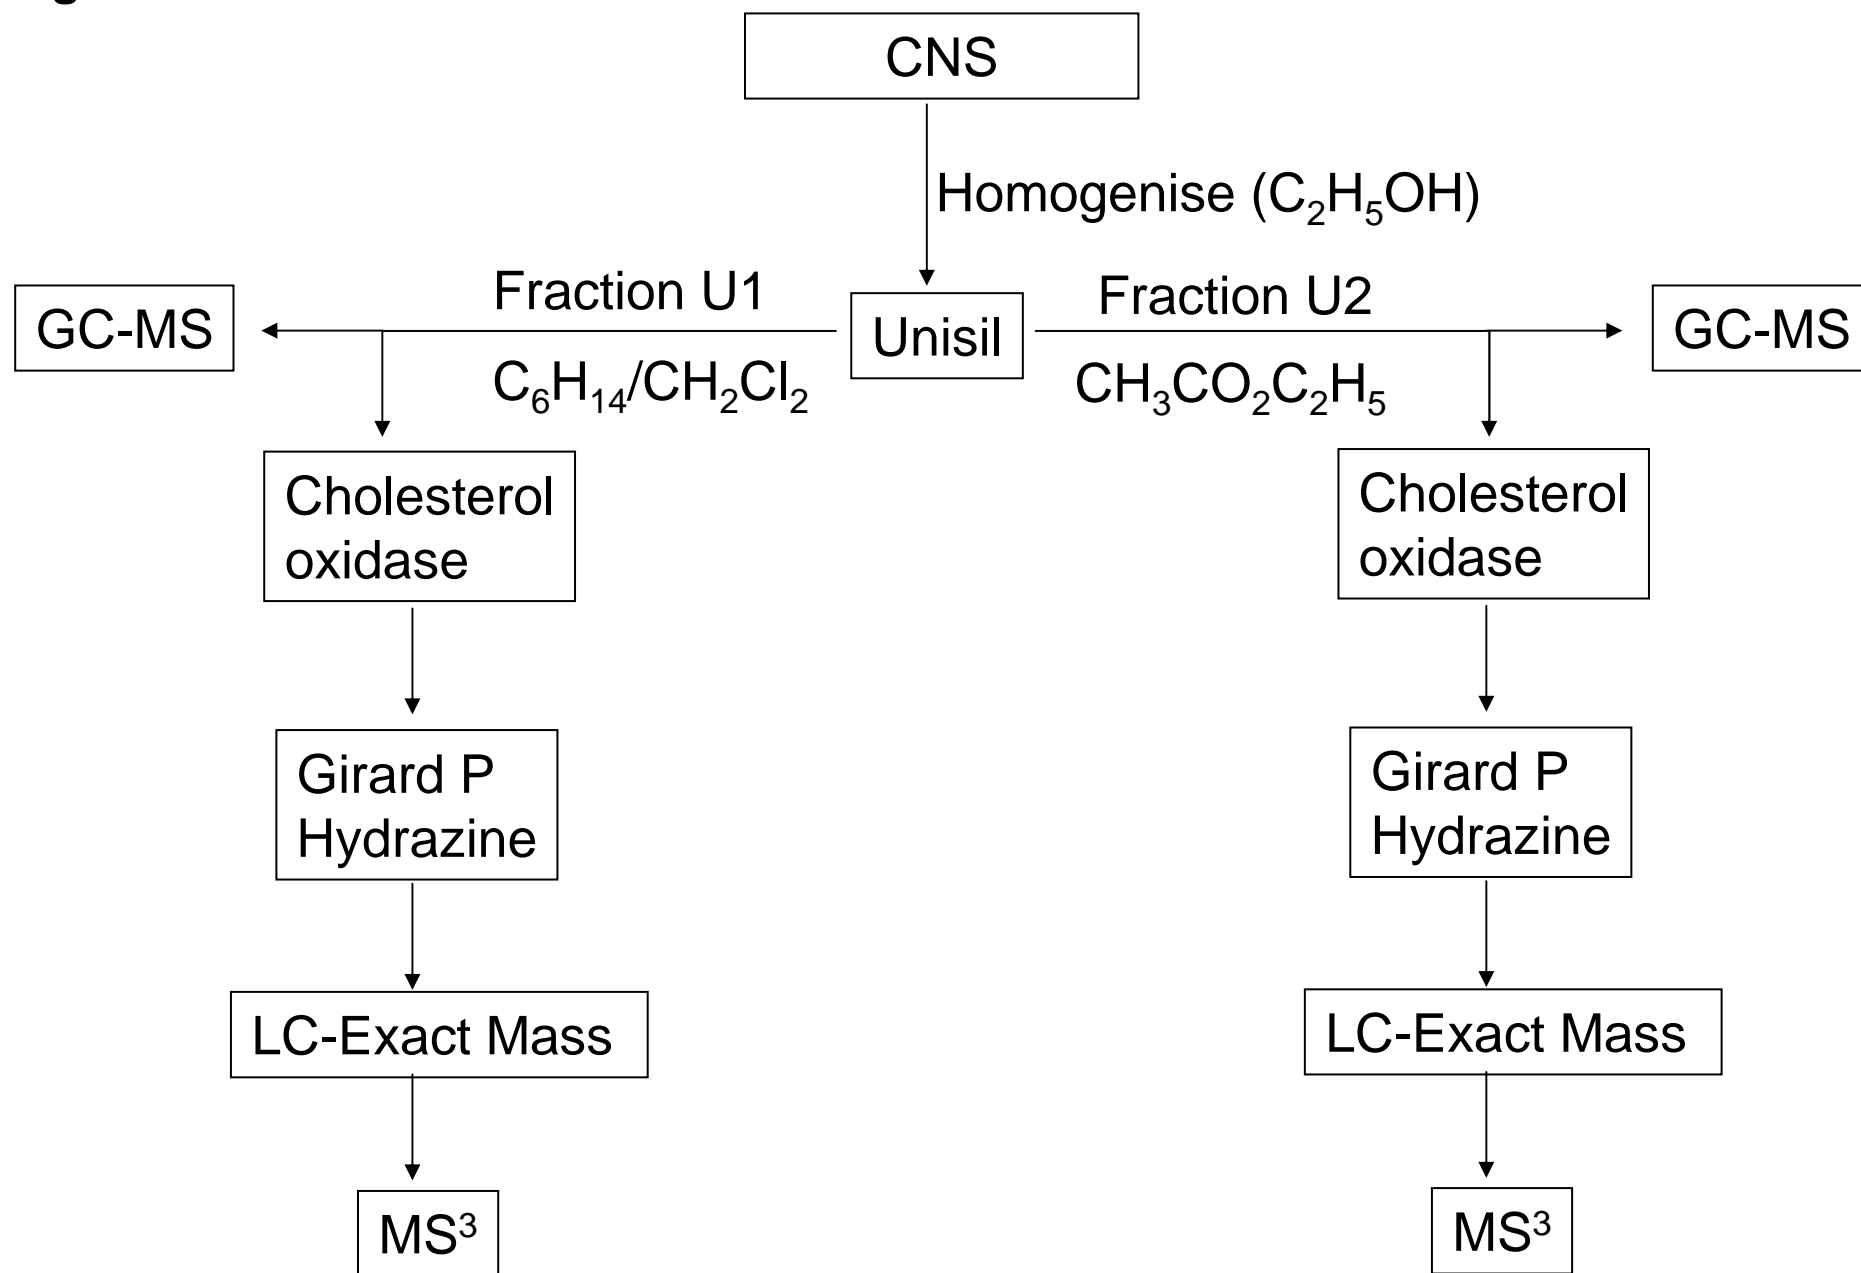 CNS
Homogenise (C₂H₅OH)
Fraction U1
Fraction U2
GC-MS
Unisil
GC-MS
C₆H₁₄/CH₂Cl₂
CH₃CO₂C₂H₅
Cholesterol
oxidase
Cholesterol
oxidase
Girard P
Hydrazine
Girard P
Hydrazine
LC-Exact Mass
LC-Exact Mass
MS³
MS³